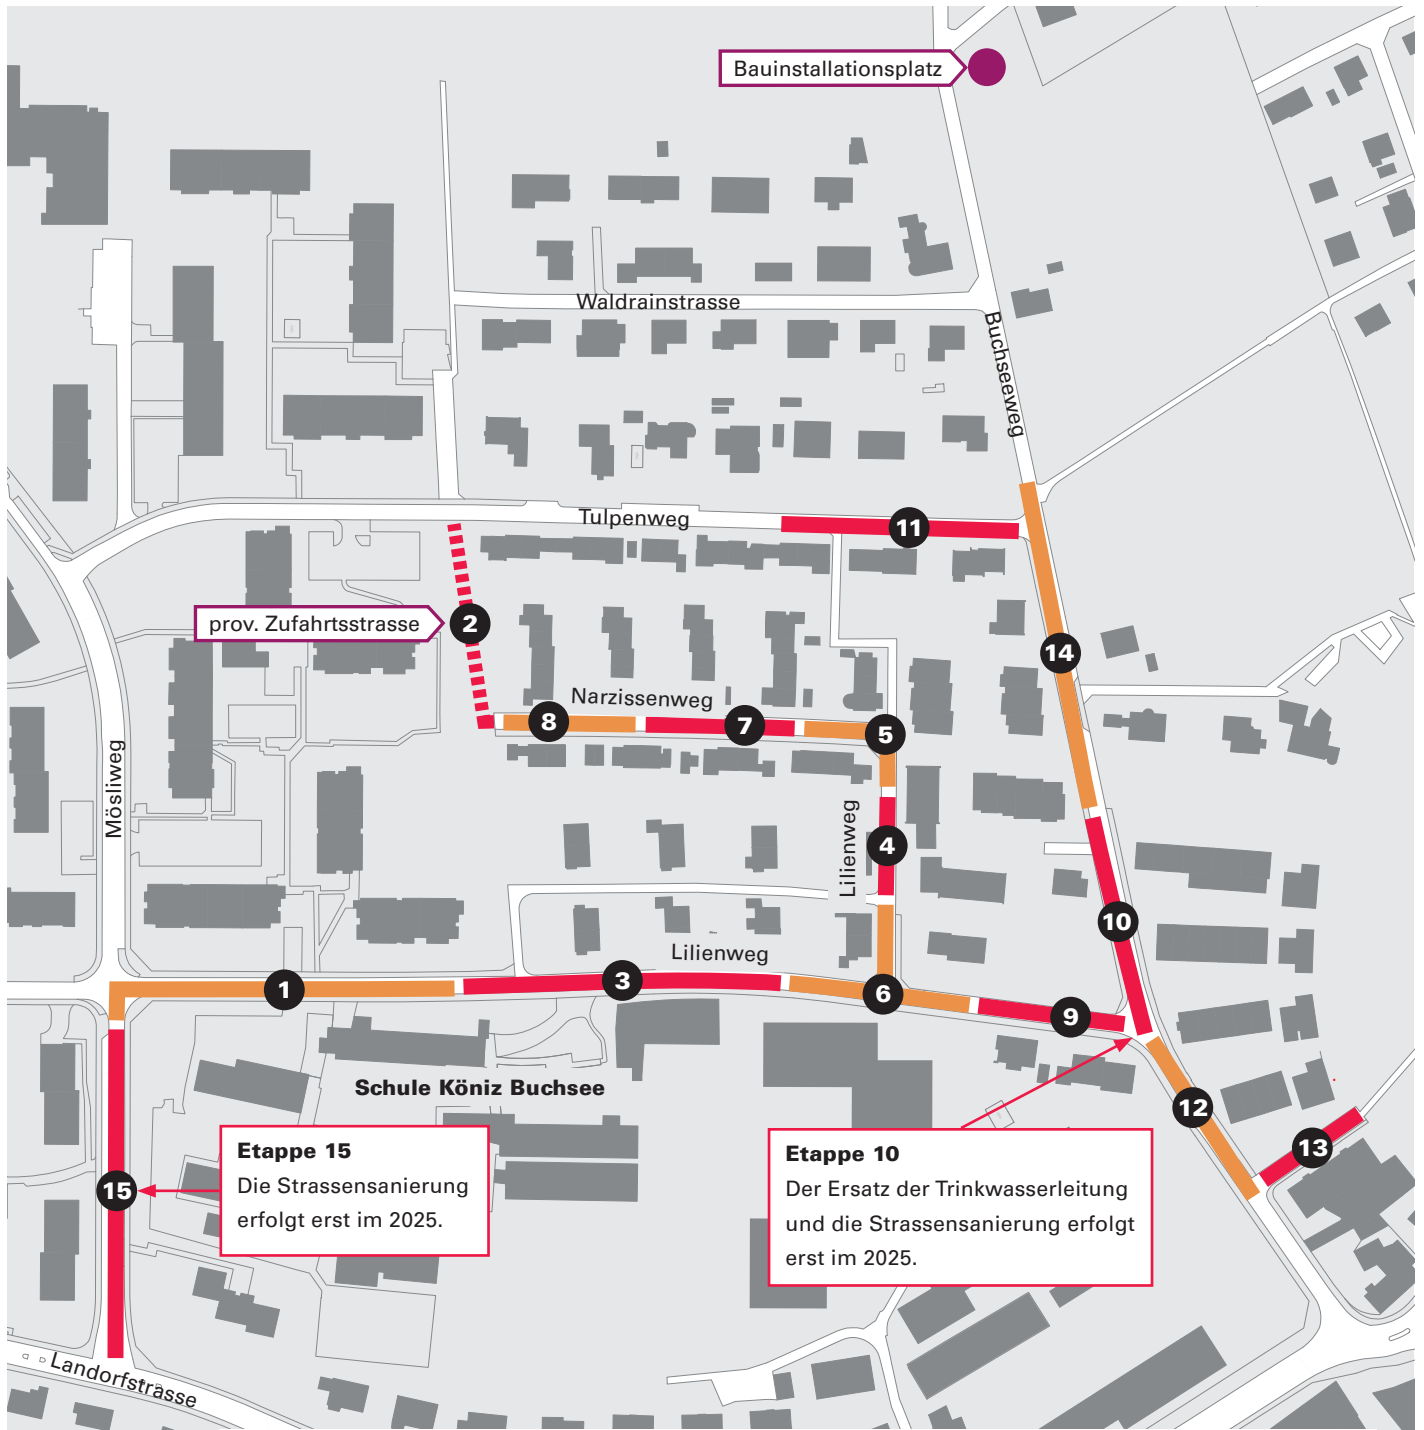 Bauinstallationsplatz
Waldrainstrasse
Buchseeweg
Tulpenweg
11
prov. Zufahrtsstrasse
2
14
Narzissenweg
8
7
5
Mösliweg
Lilienweg
4
10
Lilienweg
1
3
6
9
Schule Köniz Buchsee
12
13
Etappe 15
Die Strassensanierung
erfolgt erst im 2025.
15
Etappe 10
Der Ersatz der Trinkwasserleitung
und die Strassensanierung erfolgt
erst im 2025.
Landorfstrasse